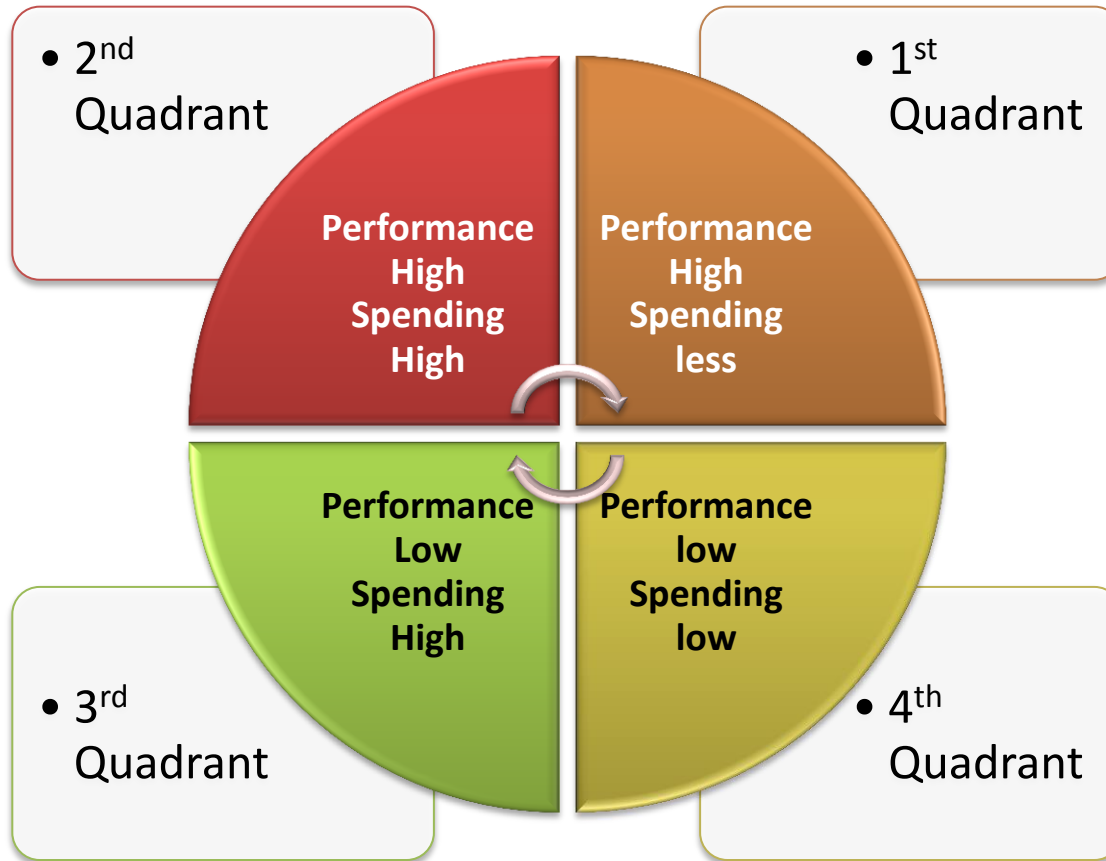 • 2nd
Quadrant
• 1st
Quadrant
Performance
High
Spending
High
Performance
High
Spending
less
Performance
Low
Spending
High
Performance
low
Spending
low
• 3rd
Quadrant
• 4th
Quadrant